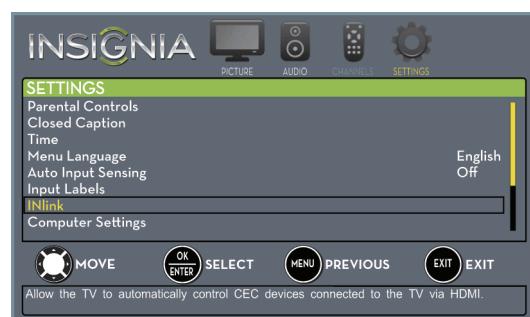 INSIGNIA
PICTURE AUDIO CHANNELS SETTINGS
SETTINGS
Parental Controls
Closed Caption
Time
Menu Language English
Auto Input Sensing Off
Input Labels
INlink
Computer Settings
MOVE OK ENTER SELECT MENU PREVIOUS EXIT EXIT
Allow the TV to automatically control CEC devices connected to the TV via HDMI.